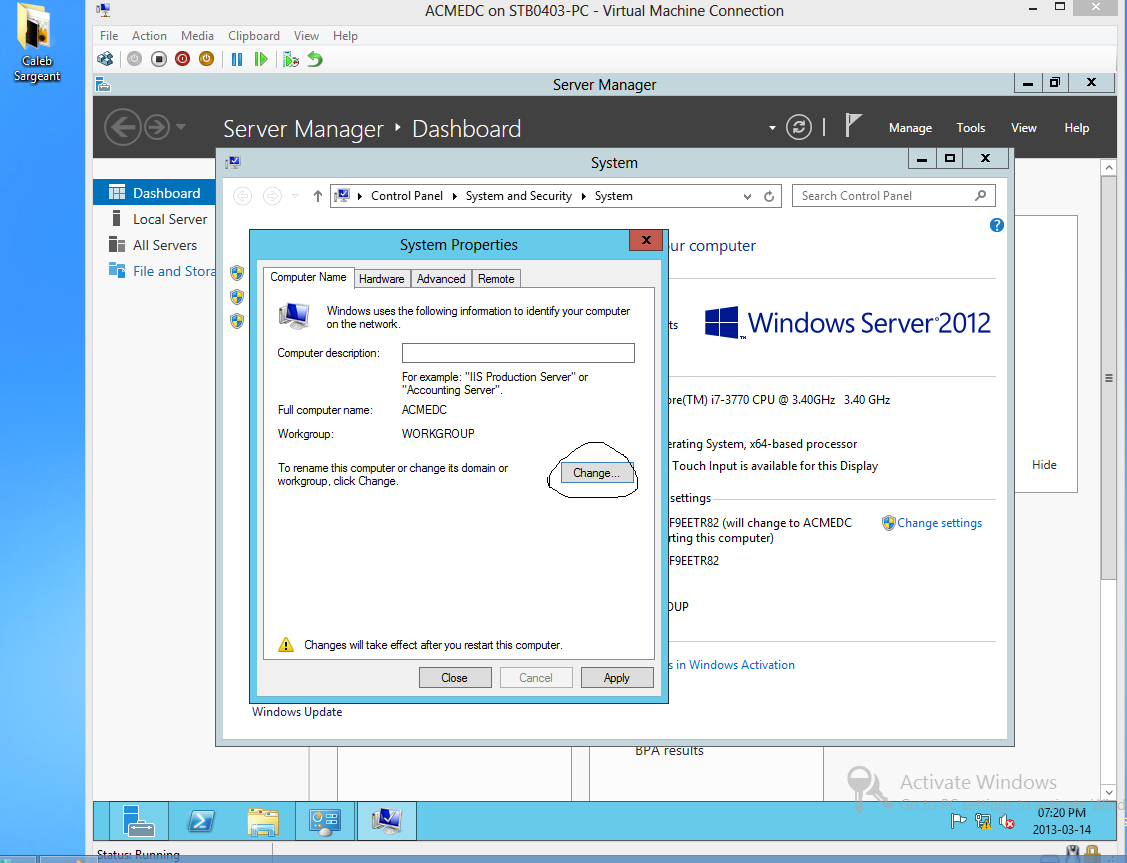 Caleb
Sargeant
ACMEDC on STB0403-PC - Virtual Machine Connection
File Action Media Clipboard View Help
Server Manager
Server Manager Dashboard
Manage Tools View Help
System
Dashboard
Local Server
All Servers
File and Stora
Control Panel System and Security System
Search Control Panel
ur computer
System Properties
Computer Name Hardware Advanced Remote
Windows uses the following information to identify your computer
on the network.
Computer description:
For example: "IIS Production Server" or
"Accounting Server".
Full computer name: ACMEDC
Workgroup: WORKGROUP
To rename this computer or change its domain or
workgroup, click Change.
Change...
Changes will take effect after you restart this computer.
Close Cancel Apply
ts
Windows Server 2012
ore(TM) i7-3770 CPU @ 3.40GHz 3.40 GHz
erating System, x64-based processor
Touch Input is available for this Display
Hide
settings
F9EETR82 (will change to ACMEDC
rting this computer)
Change settings
F9EETR82
OUP
s in Windows Activation
Windows Update
BPA results
Activate Windows
Go to PC settings to activate Wind
07:20 PM
2013-03-14
Status: Running